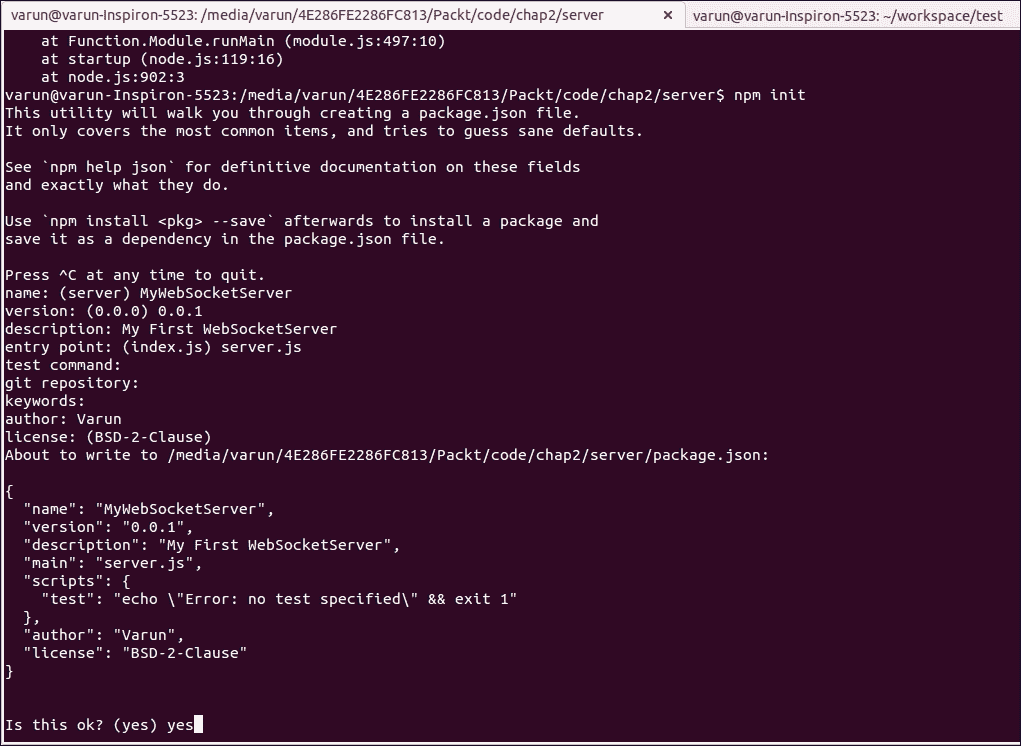 varun@varun-Inspiron-5523: /media/varun/4E286FE2286FC813/Packt/code/chap2/server × varun@varun-Inspiron-5523: ~/workspace/test
    at Function.Module.runMain (module.js:497:10)
    at startup (node.js:119:16)
    at node.js:902:3
varun@varun-Inspiron-5523:/media/varun/4E286FE2286FC813/Packt/code/chap2/server$ npm init
This utility will walk you through creating a package.json file.
It only covers the most common items, and tries to guess sane defaults.

See `npm help json` for definitive documentation on these fields
and exactly what they do.

Use `npm install <pkg> --save` afterwards to install a package and
save it as a dependency in the package.json file.

Press ^C at any time to quit.
name: (server) MyWebSocketServer
version: (0.0.0) 0.0.1
description: My First WebSocketServer
entry point: (index.js) server.js
test command:
git repository:
keywords:
author: Varun
license: (BSD-2-Clause)
About to write to /media/varun/4E286FE2286FC813/Packt/code/chap2/server/package.json:

{
  "name": "MyWebSocketServer",
  "version": "0.0.1",
  "description": "My First WebSocketServer",
  "main": "server.js",
  "scripts": {
    "test": "echo \"Error: no test specified\" && exit 1"
  },
  "author": "Varun",
  "license": "BSD-2-Clause"
}

Is this ok? (yes) yes